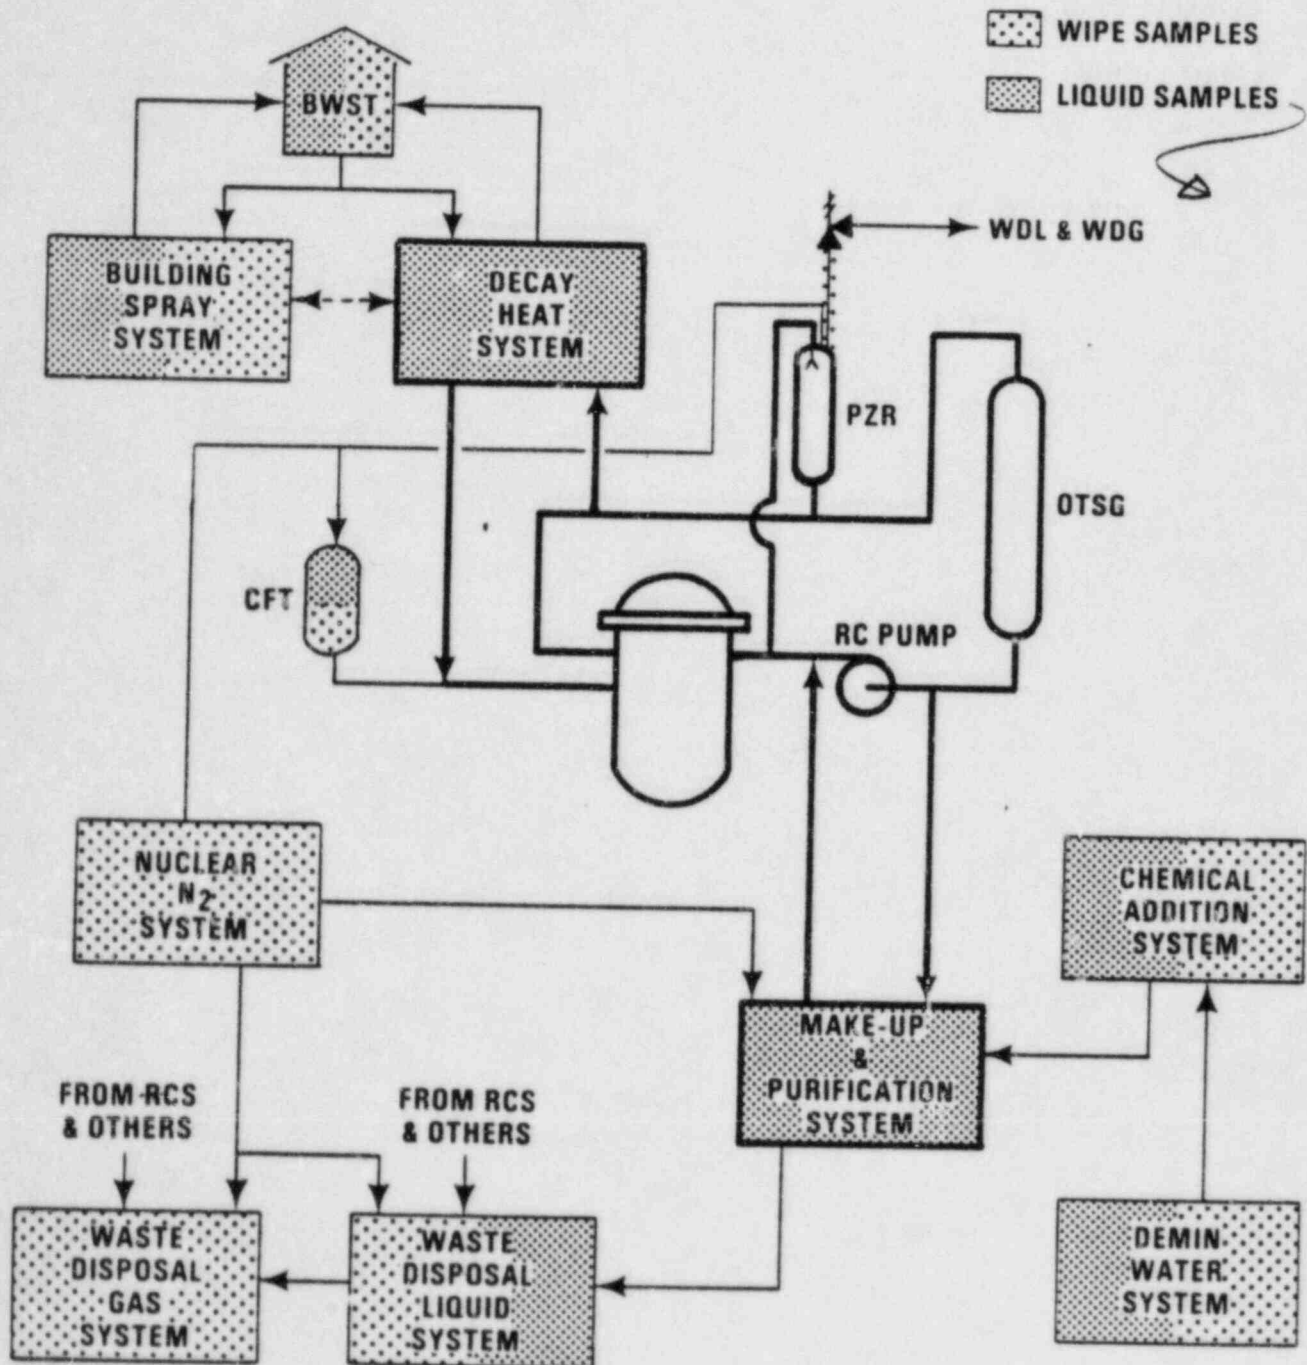 WIPE SAMPLES
LIQUID SAMPLES
BWST
WDL & WDG
BUILDING
SPRAY
SYSTEM
DECAY
HEAT
SYSTEM
PZR
OTSG
CFT
RC PUMP
NUCLEAR
N2
SYSTEM
CHEMICAL
ADDITION
SYSTEM
MAKE-UP
&
PURIFICATION
SYSTEM
FROM RCS
& OTHERS
FROM RCS
& OTHERS
WASTE
DISPOSAL
GAS
SYSTEM
WASTE
DISPOSAL
LIQUID
SYSTEM
DEMIN
WATER
SYSTEM